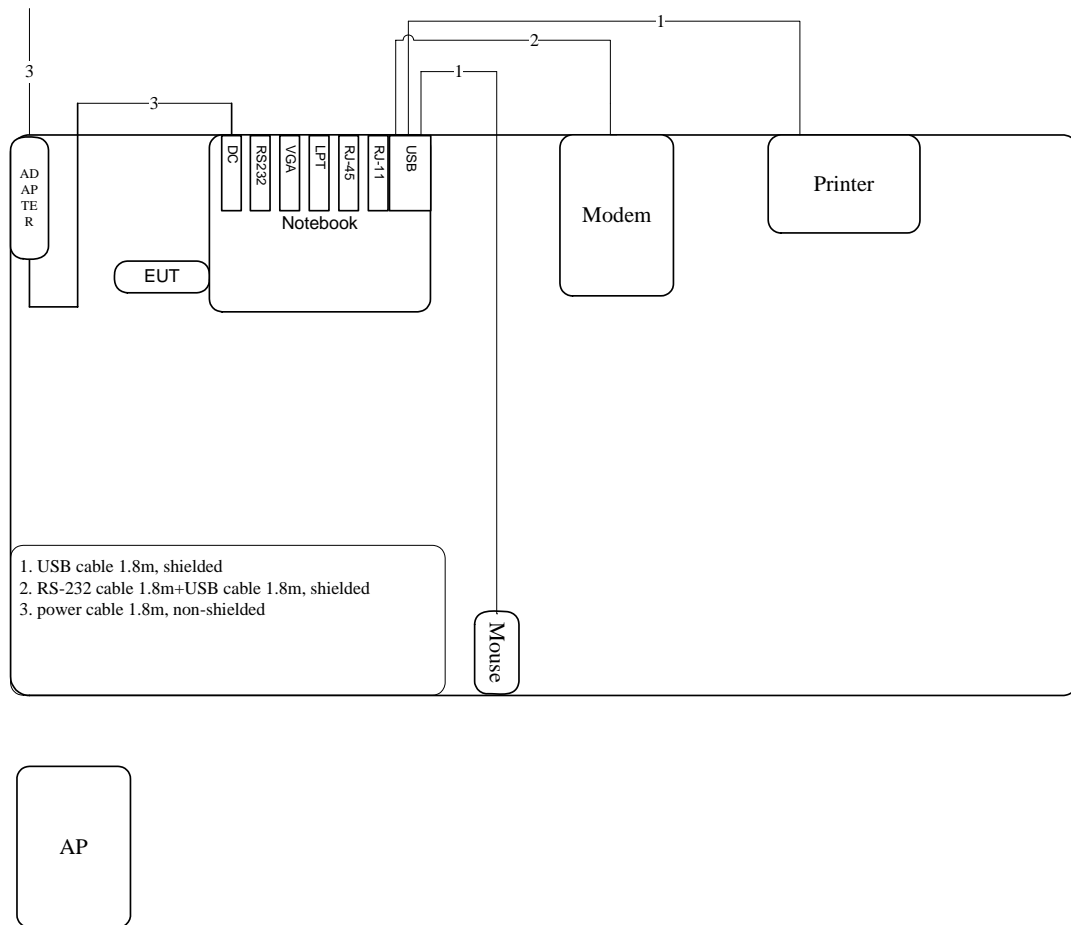 1
2
1
3
3
AD
AP
TE
R
DC
RS232
VGA
LPT
RJ-45
RJ-11
USB
Notebook
EUT
Modem
Printer
1. USB cable 1.8m, shielded
2. RS-232 cable 1.8m+USB cable 1.8m, shielded
3. power cable 1.8m, non-shielded
Mouse
AP